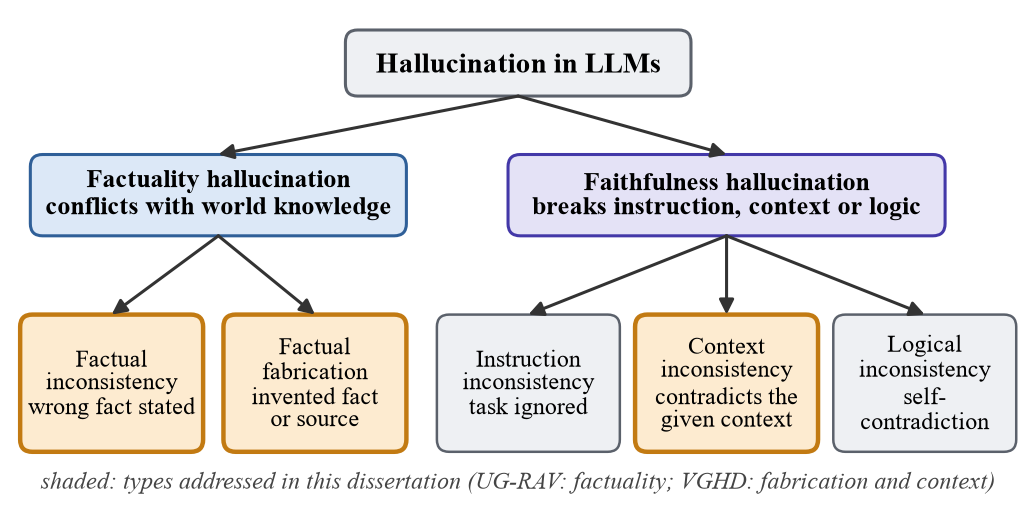 Hallucination in LLMs
Factuality hallucination
conflicts with world knowledge
Faithfulness hallucination
breaks instruction, context or logic
Factual
inconsistency
wrong fact stated
Factual
fabrication
invented fact
or source
Instruction
inconsistency
task ignored
Context
inconsistency
contradicts the
given context
Logical
inconsistency
self-
contradiction
shaded: types addressed in this dissertation (UG-RAV: factuality; VGHD: fabrication and context)